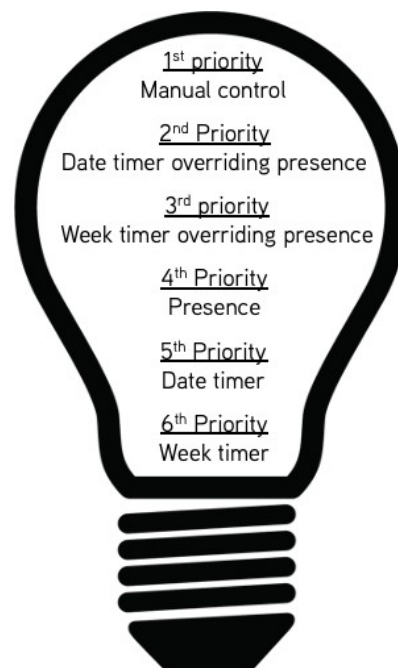 1st priority
Manual control
2nd Priority
Date timer overriding presence
3rd priority
Week timer overriding presence
4th Priority
Presence
5th Priority
Date timer
6th Priority
Week timer